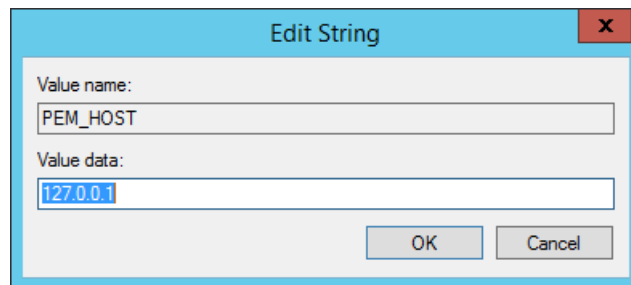 Edit String
x
Value name:
PEM_HOST
Value data:
127.0.0.1
OK
Cancel